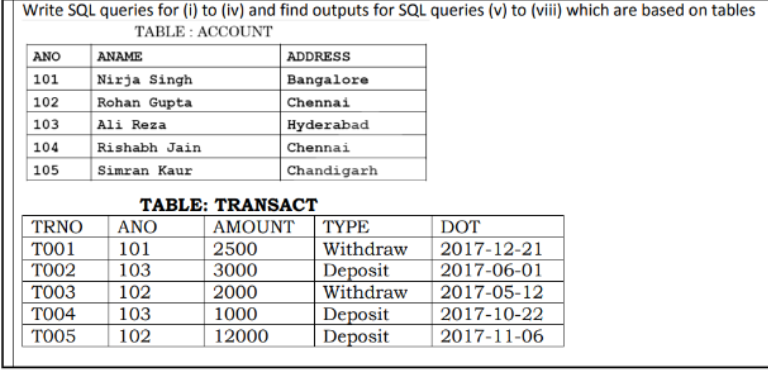 Write SQL queries for (i) to (iv) and find outputs for SQL queries (v) to (viii) which are based on tables
TABLE : ACCOUNT
ANO ANAME ADDRESS
101 Nirja Singh Bangalore
102 Rohan Gupta Chennai
103 Ali Reza Hyderabad
104 Rishabh Jain Chennai
105 Simran Kaur Chandigarh
TABLE: TRANSACT
TRNO ANO AMOUNT TYPE DOT
T001 101 2500 Withdraw 2017-12-21
T002 103 3000 Deposit 2017-06-01
T003 102 2000 Withdraw 2017-05-12
T004 103 1000 Deposit 2017-10-22
T005 102 12000 Deposit 2017-11-06